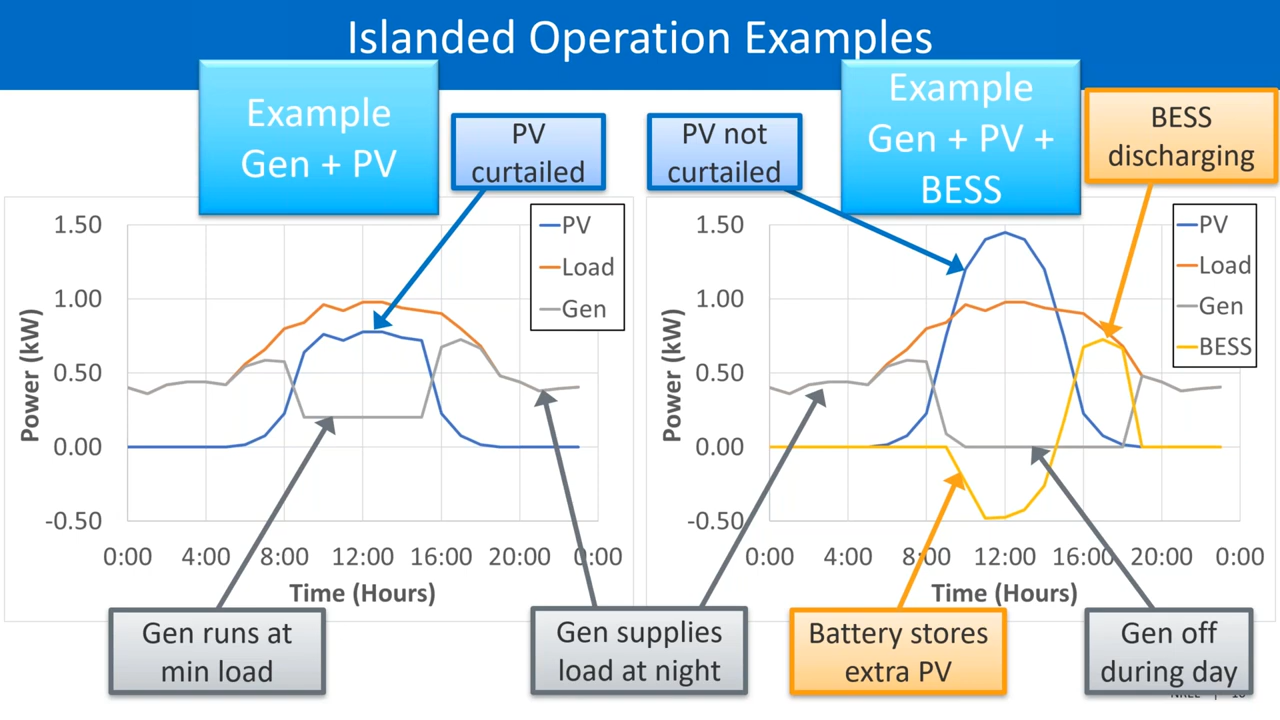 Islanded Operation Examples
Example
Gen + PV
PV
curtailed
PV not
curtailed
Example
Gen + PV +
BESS
BESS
discharging
1.50
1.00
0.50
0.00
-0.50
Power (kW)
0:00 4:00 8:00 12:00 16:00 20:00 0:00
Time (Hours)
PV
Load
Gen
1.50
1.00
0.50
0.00
-0.50
Power (kW)
0:00 4:00 8:00 12:00 16:00 20:00 0:00
Time (Hours)
PV
Load
Gen
BESS
Gen runs at
min load
Gen supplies
load at night
Battery stores
extra PV
Gen off
during day